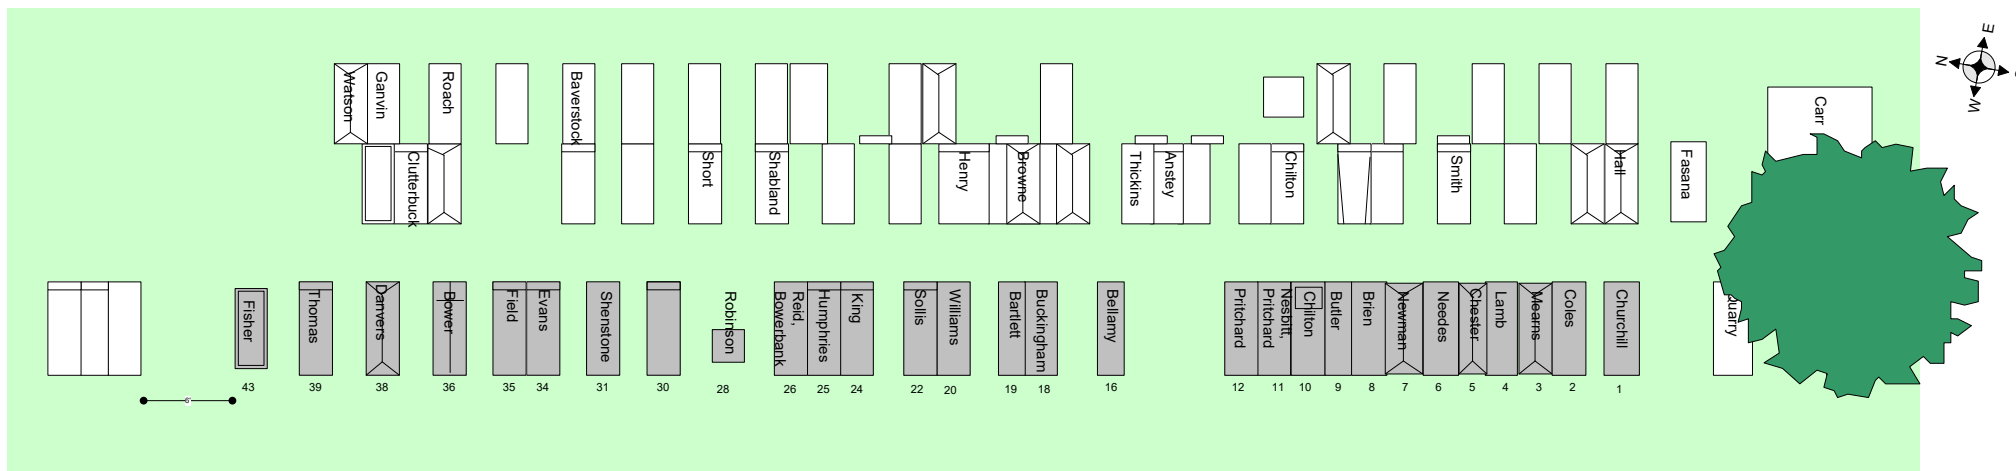 E
N
W
Watson
Ganvin
Roach
Baverstock
Carr
Clutterbuck
Short
Shabland
Henry
Browne
Thickins
Anstey
Chilton
Smith
Hall
Fasana
Fisher
Thomas
Danvers
Bower
Field
Evans
Shenstone
Robinson
Reid,
Bowerbank
Humphries
King
Sollis
Williams
Bartlett
Buckingham
Bellamy
Pritchard
Nesbitt,
Pritchard
Chilton
Butler
Brien
Newman
Needes
Chester
Lamb
Mearns
Coles
Churchill
43
39
38
36
35
34
31
30
28
26
25
24
22
20
19
18
16
12
11
10
9
8
7
6
5
4
3
2
1
6'